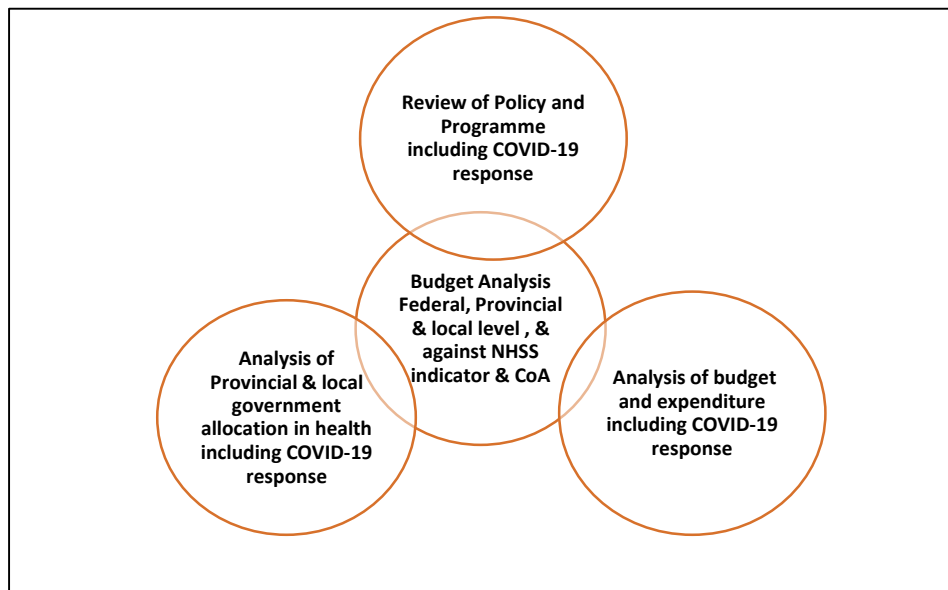 Review of Policy and
Programme
including COVID-19
response
Budget Analysis
Federal, Provincial
& local level , &
against NHSS
indicator & CoA
Analysis of
Provincial & local
government
allocation in health
including COVID-19
response
Analysis of budget
and expenditure
including COVID-19
response